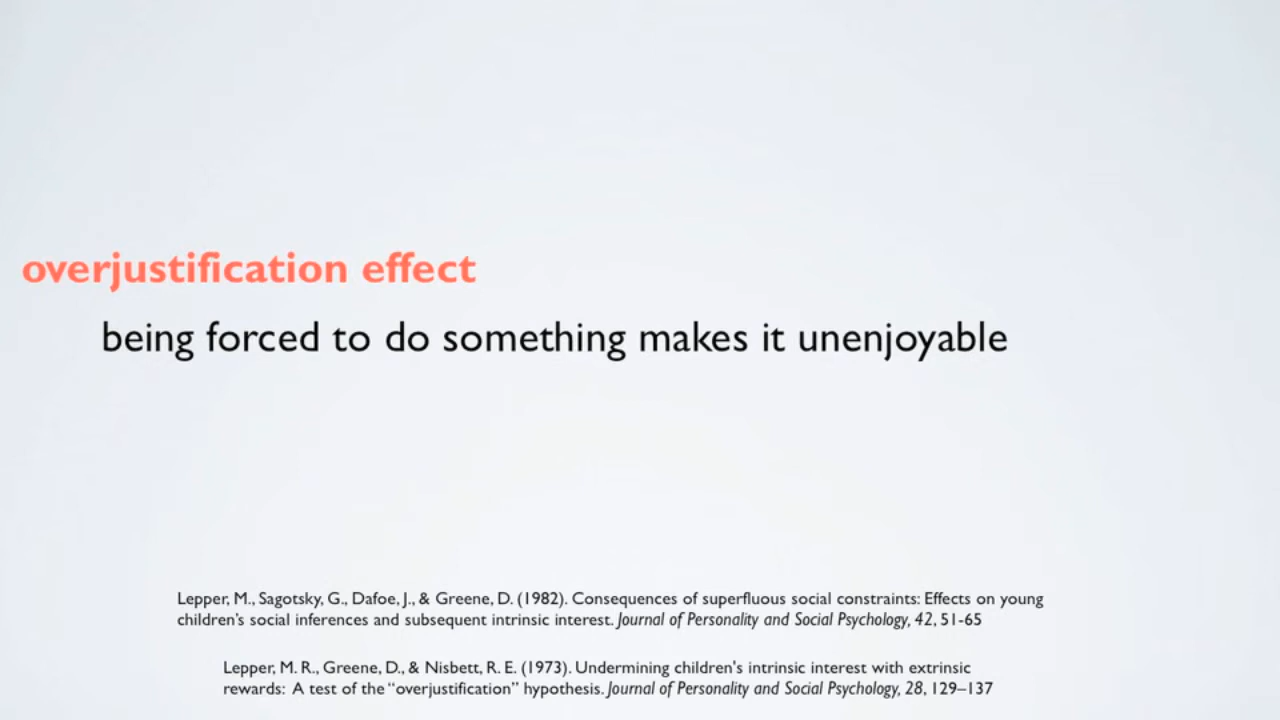 overjustification effect
being forced to do something makes it unenjoyable
Lepper, M., Sagotsky, G., Dafoe, J., & Greene, D. (1982). Consequences of superfluous social constraints: Effects on young
children’s social inferences and subsequent intrinsic interest. Journal of Personality and Social Psychology, 42, 51-65
Lepper, M. R., Greene, D., & Nisbett, R. E. (1973). Undermining children's intrinsic interest with extrinsic
rewards: A test of the “overjustification” hypothesis. Journal of Personality and Social Psychology, 28, 129–137